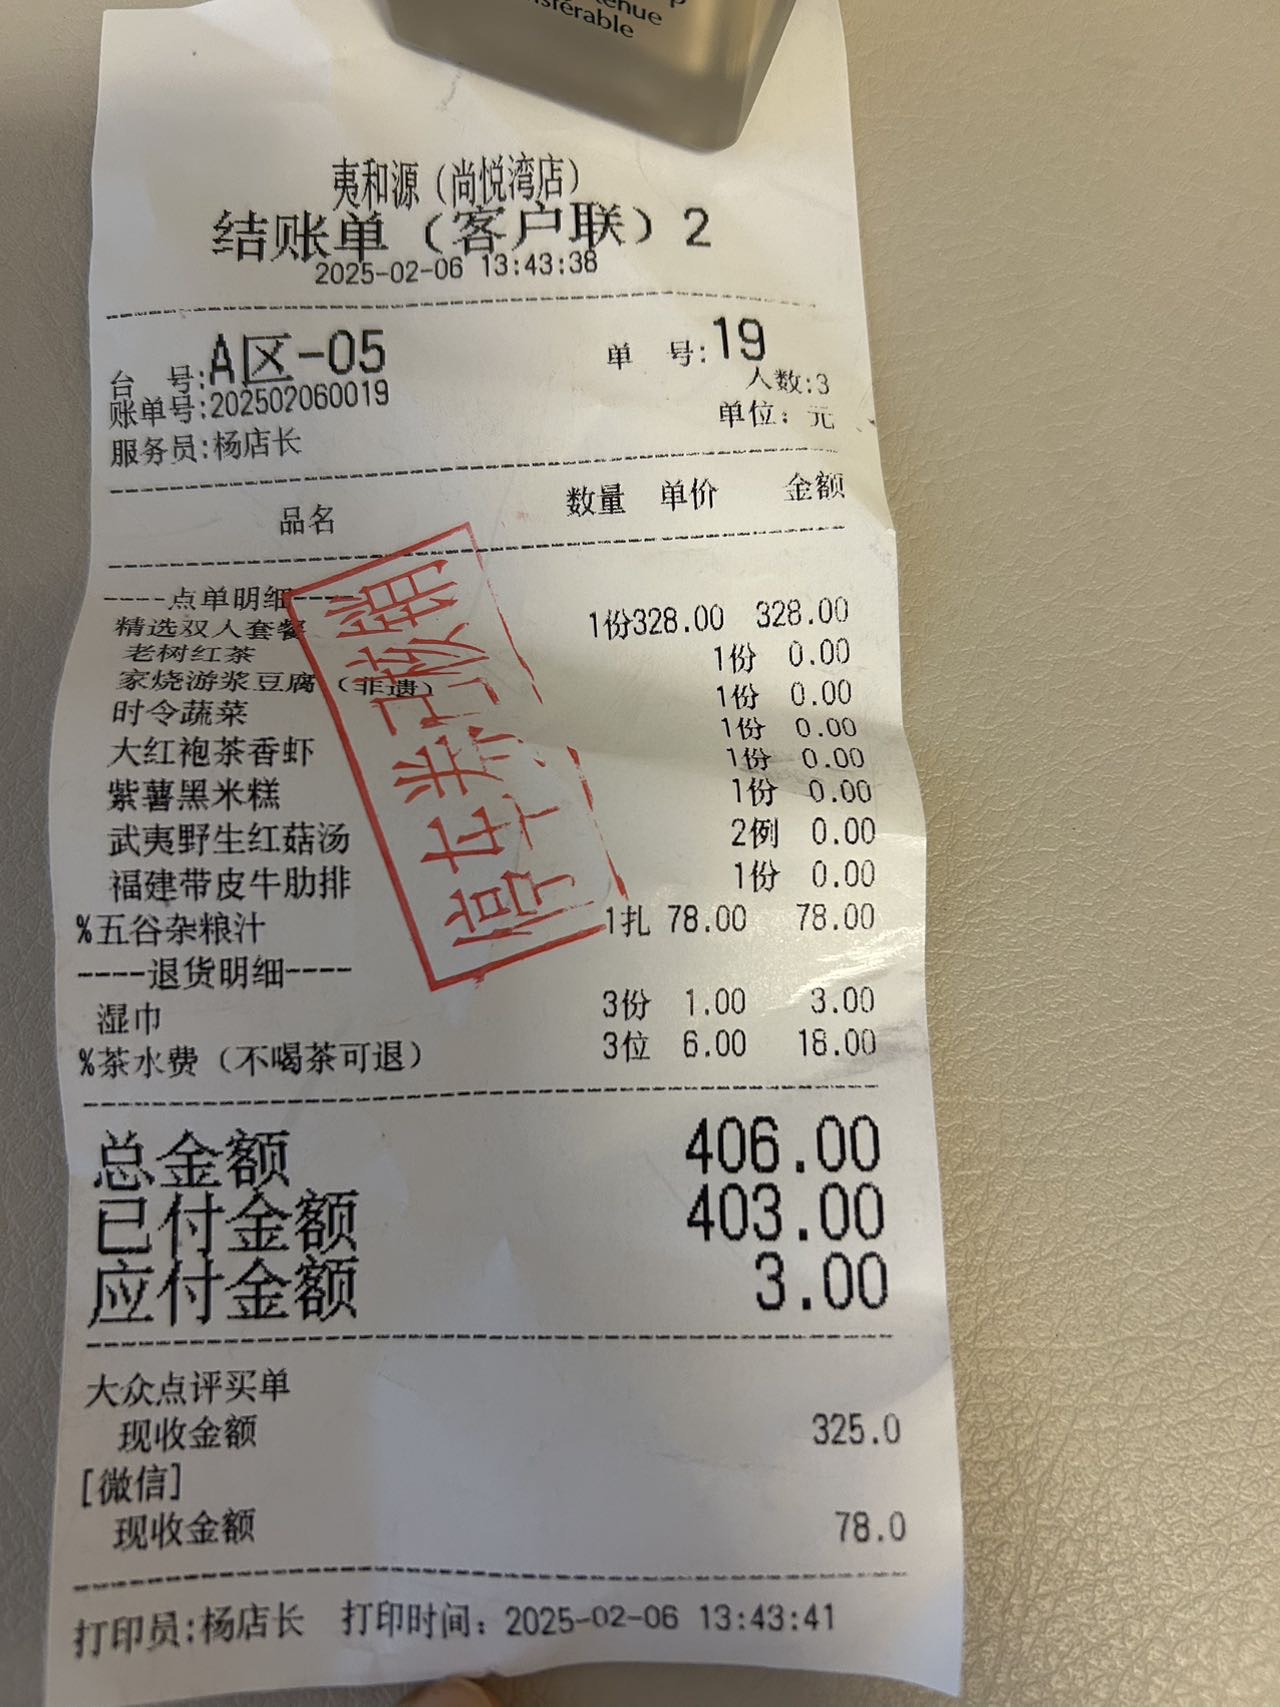 tenue
nsférable
夷和源（尚悦湾店）
结账单（客户联）2
2025-02-06 13:43:38
台 号:A区-05 单 号:19
账单号:202502060019 人数:3
服务员:杨店长 单位：元
品名 数量 单价 金额
----点单明细----
精选双人套餐 1份328.00 328.00
老树红茶 1份 0.00
家烧游浆豆腐（非遗） 1份 0.00
时令蔬菜 1份 0.00
大红袍茶香虾 1份 0.00
紫薯黑米糕 1份 0.00
武夷野生红菇汤 2例 0.00
福建带皮牛肋排 1份 0.00
%五谷杂粮汁 1扎 78.00 78.00
----退货明细----
湿巾 3份 1.00 3.00
%茶水费（不喝茶可退） 3位 6.00 18.00
总金额 406.00
已付金额 403.00
应付金额 3.00
大众点评买单
现收金额 325.0
[微信]
现收金额 78.0
打印员:杨店长 打印时间：2025-02-06 13:43:41